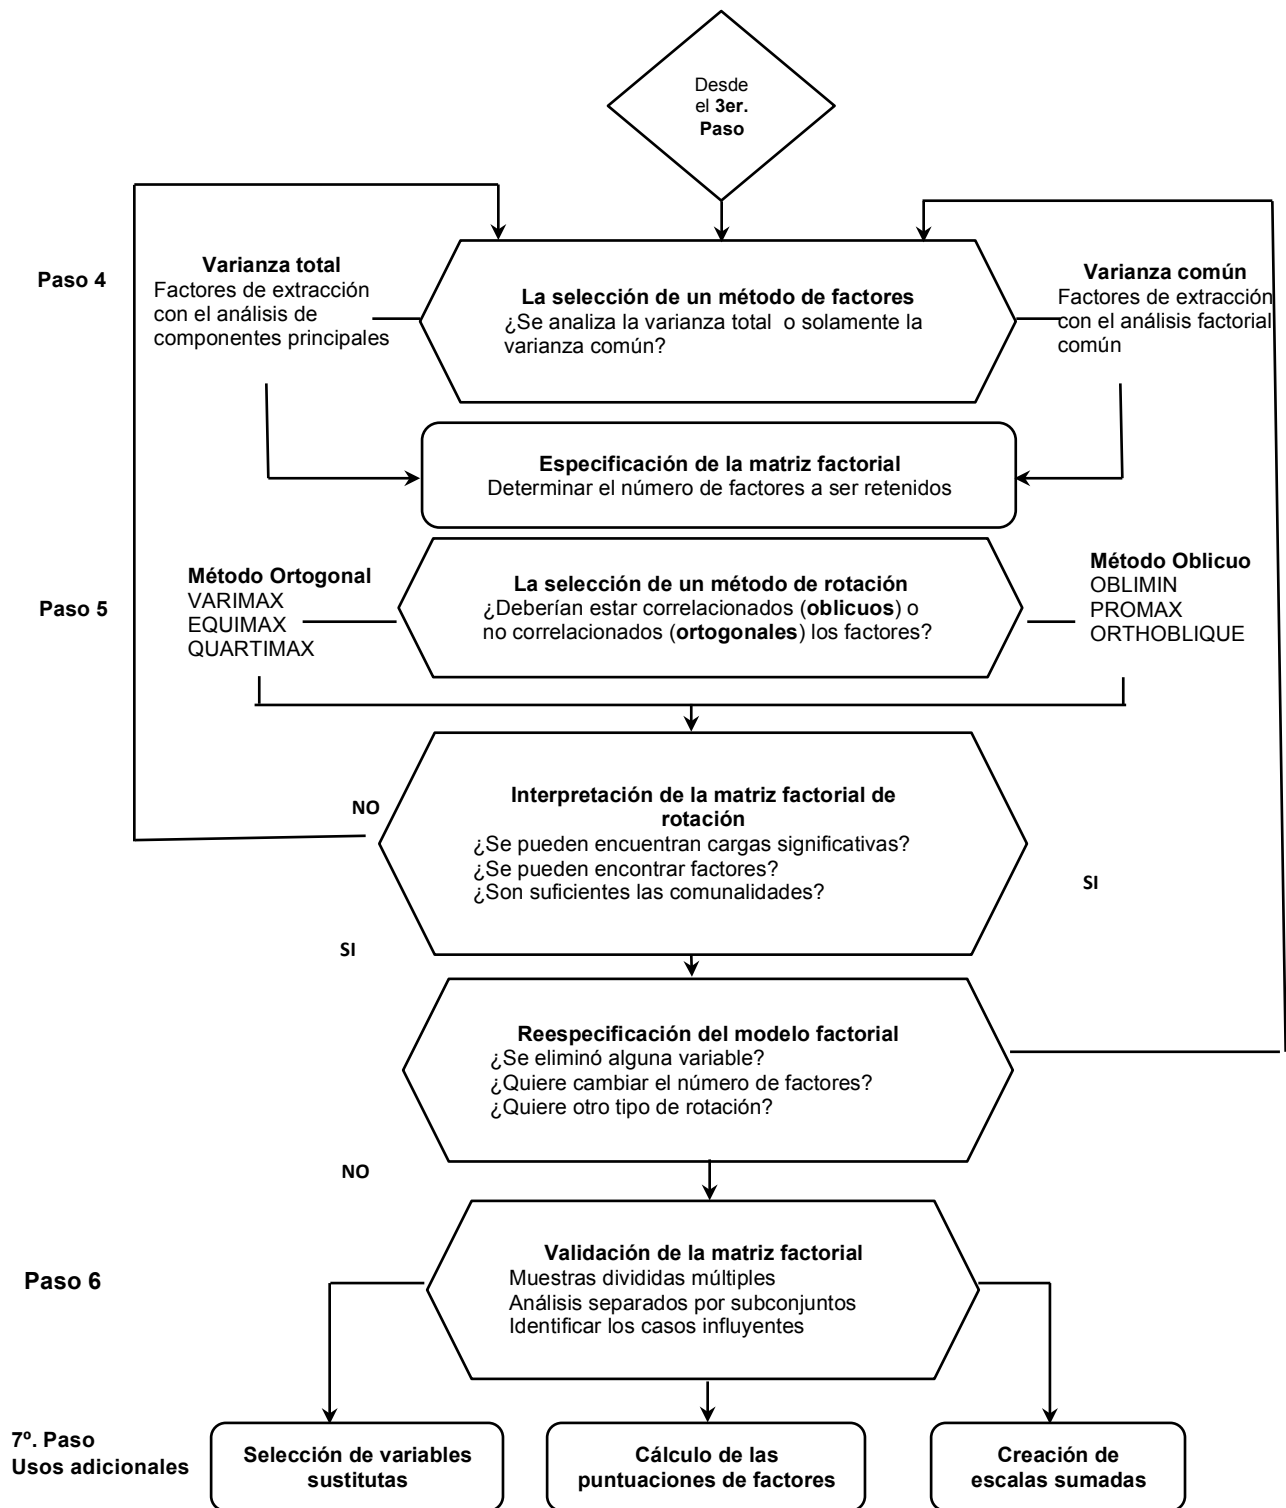 Desde
el 3er.
Paso
Paso 4
Varianza total
Factores de extracción
con el análisis de
componentes principales
La selección de un método de factores
¿Se analiza la varianza total o solamente la
varianza común?
Varianza común
Factores de extracción
con el análisis factorial
común
Especificación de la matriz factorial
Determinar el número de factores a ser retenidos
Paso 5
Método Ortogonal
VARIMAX
EQUIMAX
QUARTIMAX
La selección de un método de rotación
¿Deberían estar correlacionados (oblicuos) o
no correlacionados (ortogonales) los factores?
Método Oblicuo
OBLIMIN
PROMAX
ORTHOBLIQUE
NO
Interpretación de la matriz factorial de
rotación
¿Se pueden encuentran cargas significativas?
¿Se pueden encontrar factores?
¿Son suficientes las comunalidades?
SI
SI
Reespecificación del modelo factorial
¿Se eliminó alguna variable?
¿Quiere cambiar el número de factores?
¿Quiere otro tipo de rotación?
NO
Paso 6
Validación de la matriz factorial
Muestras divididas múltiples
Análisis separados por subconjuntos
Identificar los casos influyentes
7º. Paso
Usos adicionales
Selección de variables
sustitutas
Cálculo de las
puntuaciones de factores
Creación de
escalas sumadas